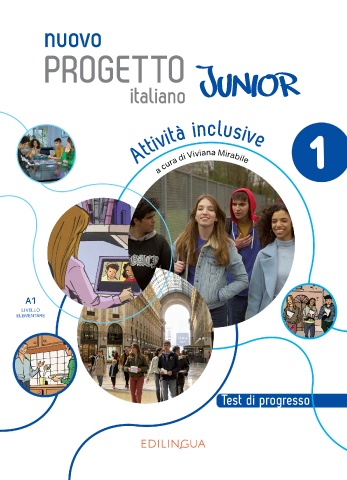 nuovo
PROGETTO
italiano
JUNIOR
Attività inclusive
a cura di Viviana Mirabile
1
A1
LIVELLO
ELEMENTARE
Test di progresso
EDILINGUA